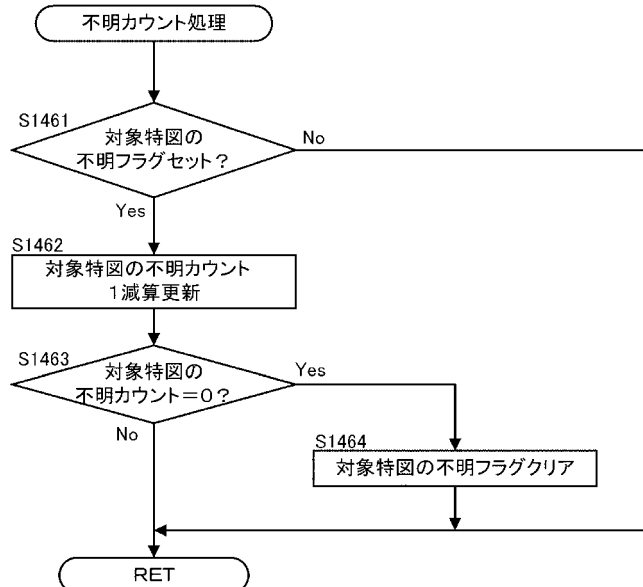 不明カウント処理
S1461
対象特図の
不明フラグセット?
No
Yes
S1462
対象特図の不明カウント
1減算更新
S1463
対象特図の
不明カウント=0?
Yes
No
S1464
対象特図の不明フラグクリア
RET